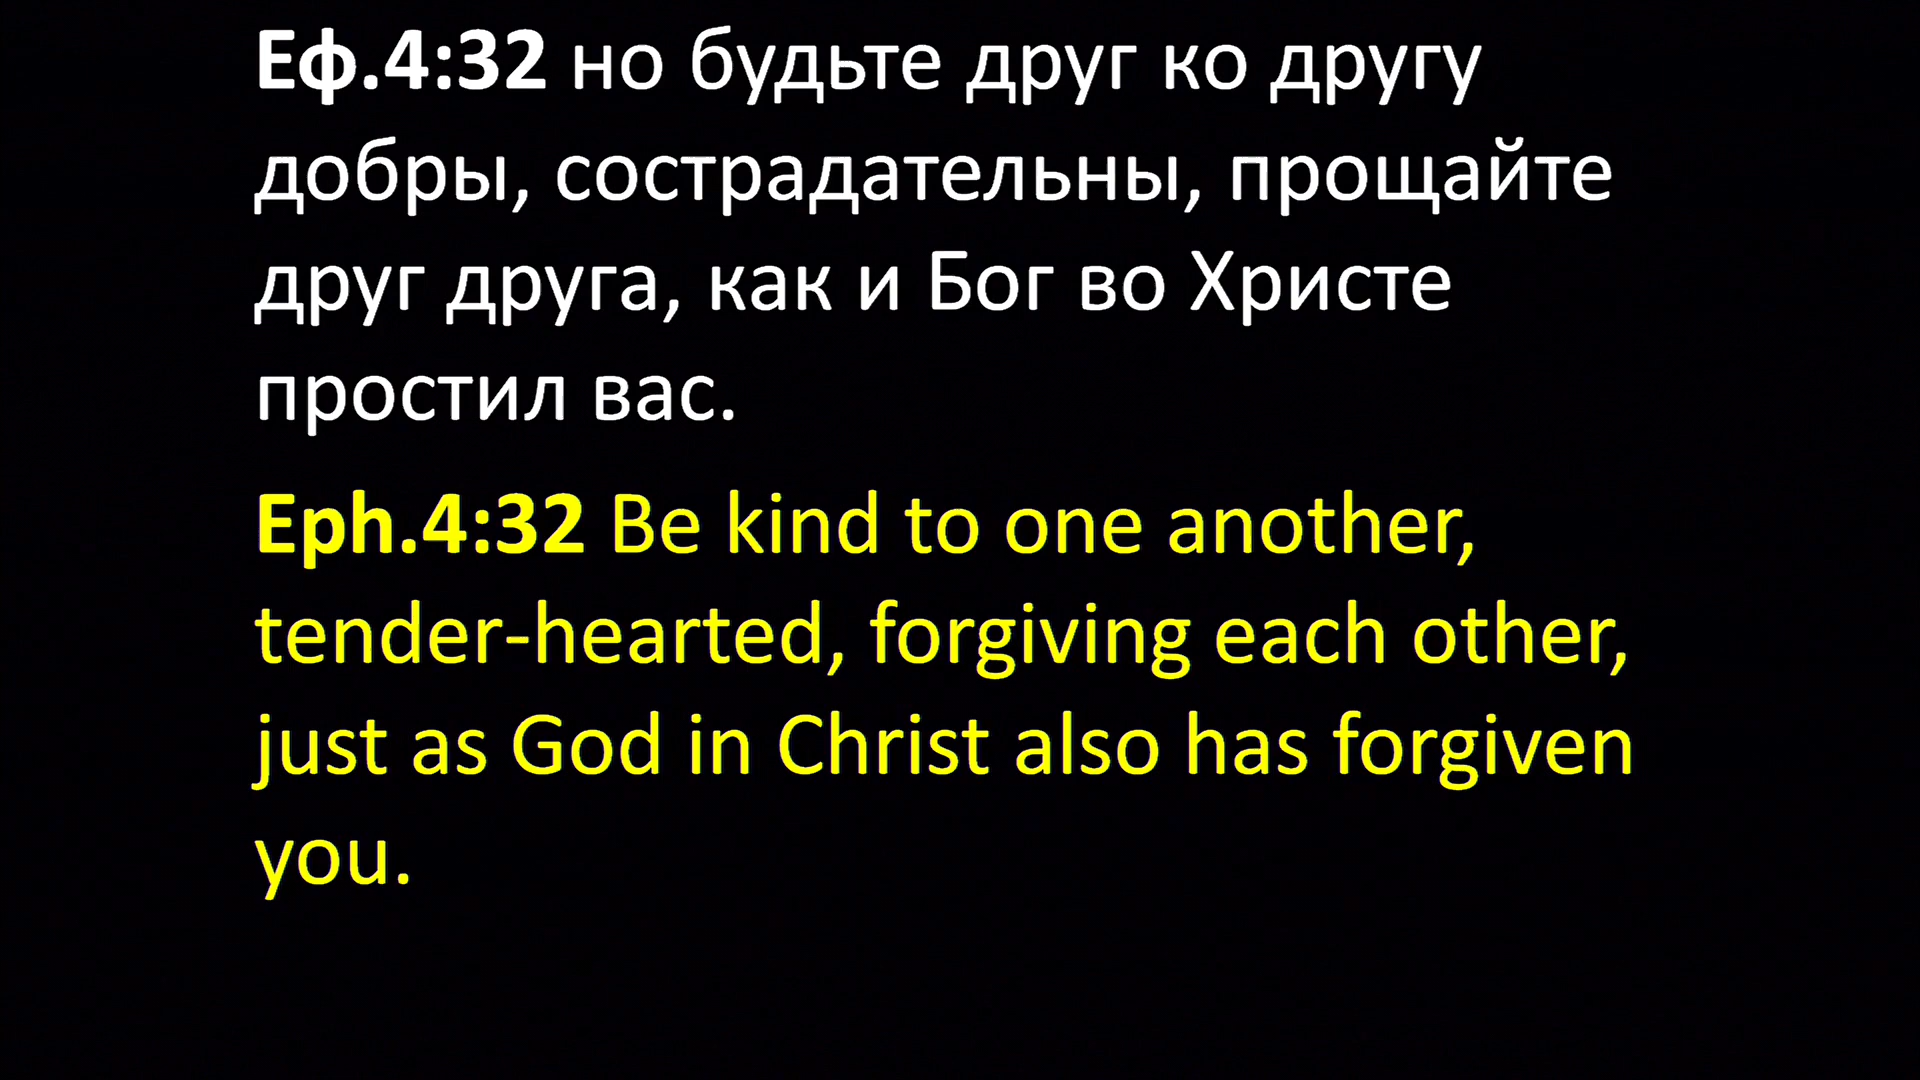 Еф.4:32 но будьте друг ко другу
добры, сострадательны, прощайте
друг друга, как и Бог во Христе
простил вас.
Eph.4:32 Be kind to one another,
tender-hearted, forgiving each other,
just as God in Christ also has forgiven
you.